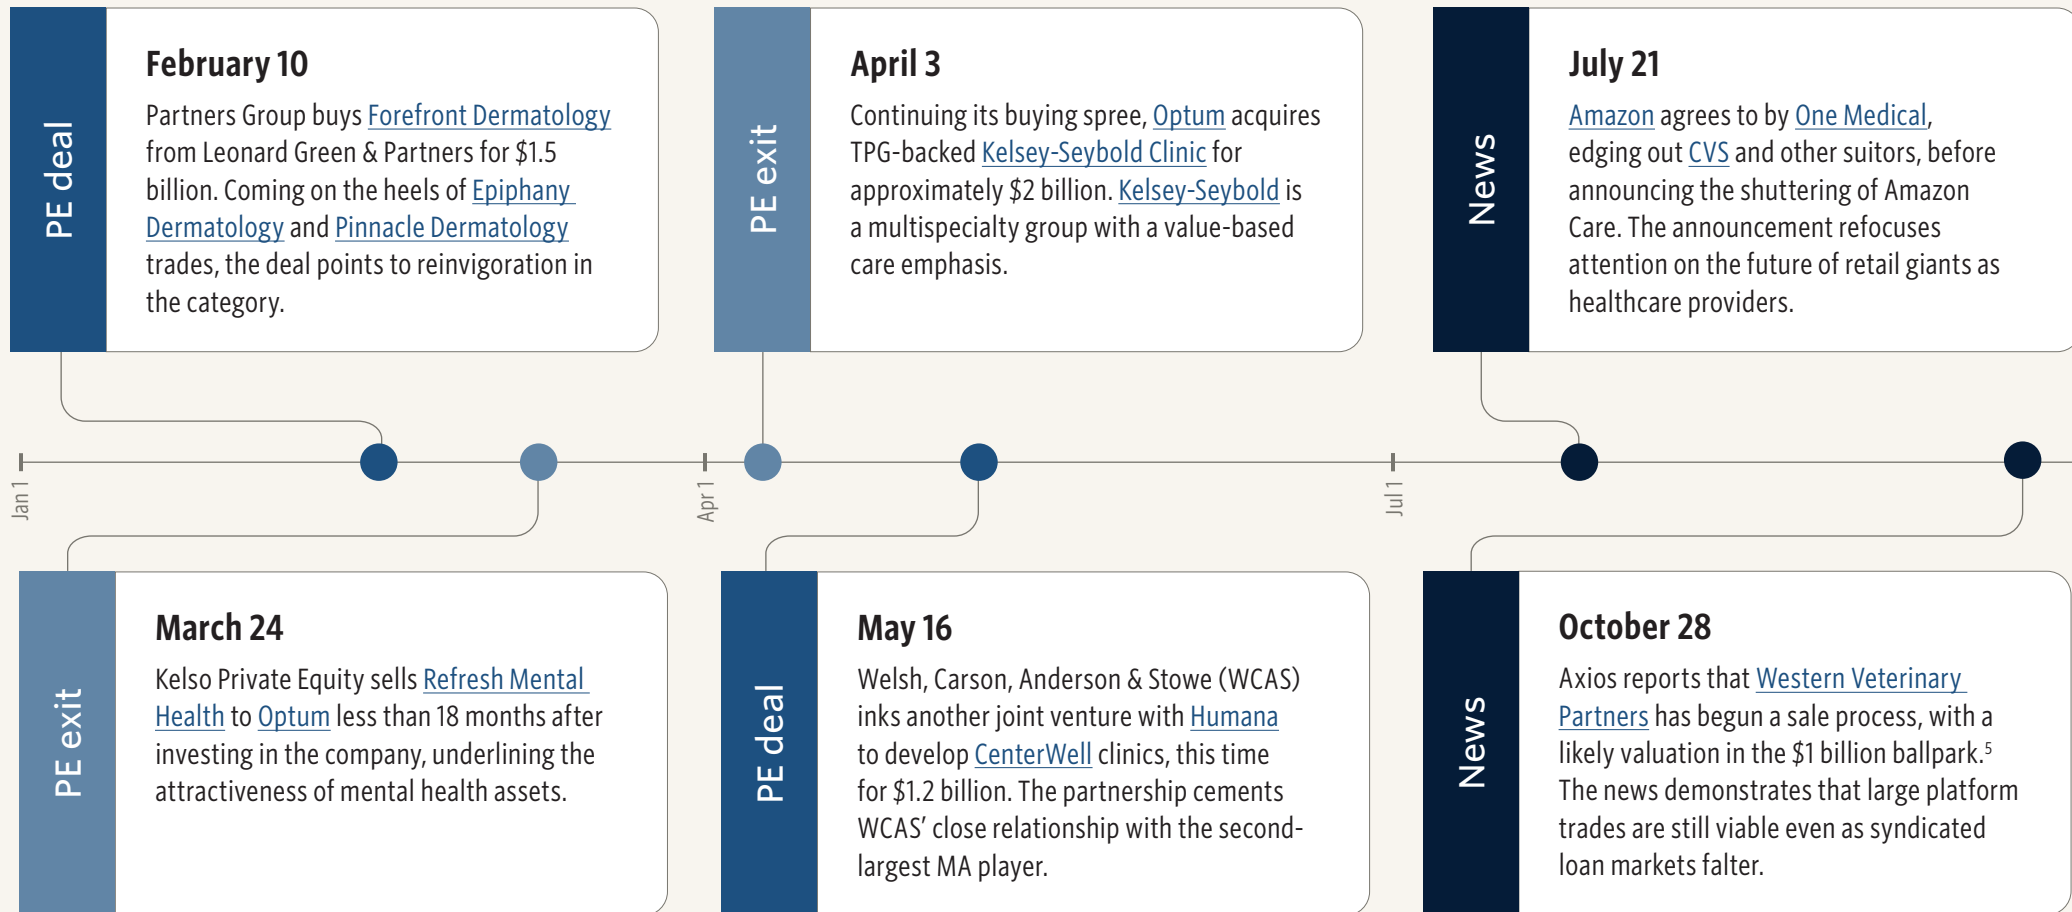 PE deal
February 10
Partners Group buys Forefront Dermatology
from Leonard Green & Partners for $1.5
billion. Coming on the heels of Epiphany
Dermatology and Pinnacle Dermatology
trades, the deal points to reinvigoration in
the category.
PE exit
April 3
Continuing its buying spree, Optum acquires
TPG-backed Kelsey-Seybold Clinic for
approximately $2 billion. Kelsey-Seybold is
a multispecialty group with a value-based
care emphasis.
News
July 21
Amazon agrees to by One Medical,
edging out CVS and other suitors, before
announcing the shuttering of Amazon
Care. The announcement refocuses
attention on the future of retail giants as
healthcare providers.
Jan 1
Apr 1
Jul 1
PE exit
March 24
Kelso Private Equity sells Refresh Mental
Health to Optum less than 18 months after
investing in the company, underlining the
attractiveness of mental health assets.
PE deal
May 16
Welsh, Carson, Anderson & Stowe (WCAS)
inks another joint venture with Humana
to develop CenterWell clinics, this time
for $1.2 billion. The partnership cements
WCAS’ close relationship with the second-
largest MA player.
News
October 28
Axios reports that Western Veterinary
Partners has begun a sale process, with a
likely valuation in the $1 billion ballpark.⁵
The news demonstrates that large platform
trades are still viable even as syndicated
loan markets falter.